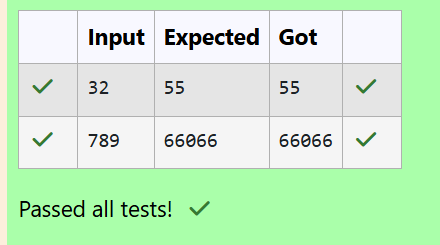 Input Expected Got
32 55 55
789 66066 66066
Passed all tests!